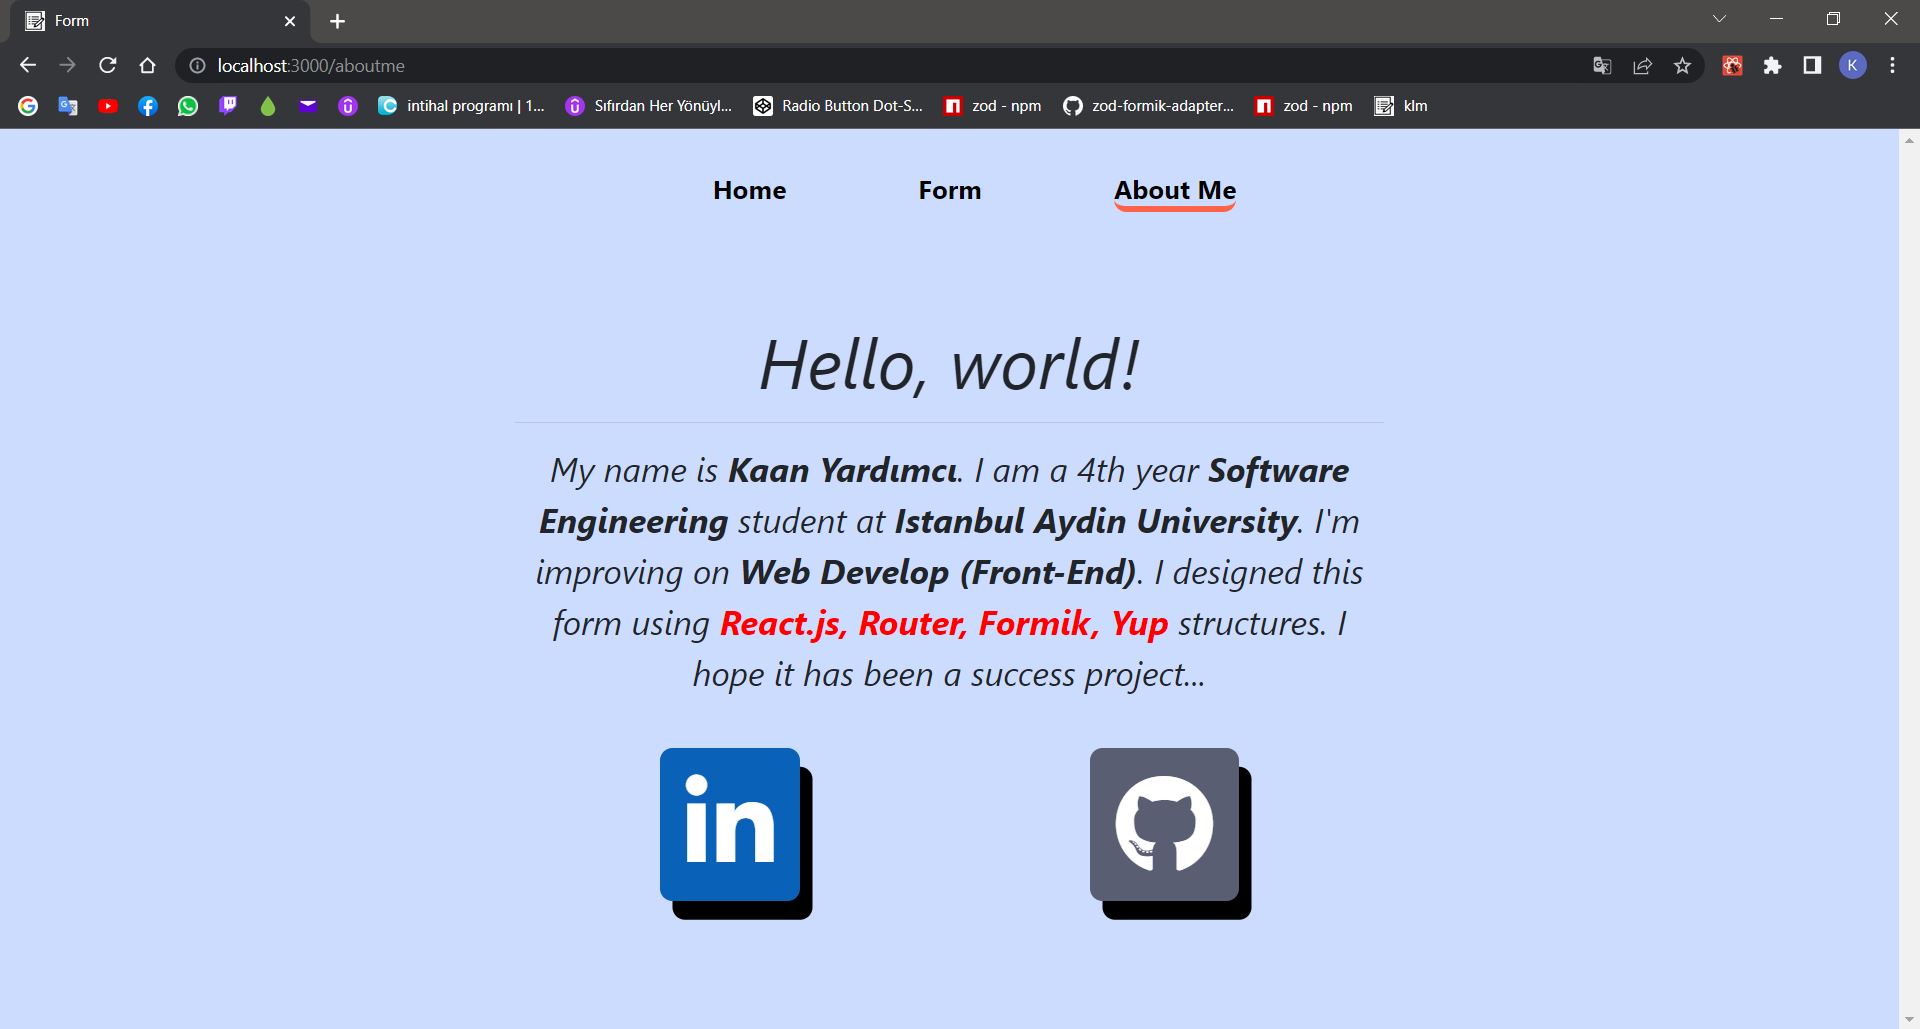 Form
localhost:3000/aboutme
K
intihal programı | 1...
Sıfırdan Her Yönüyl...
Radio Button Dot-S...
zod - npm
zod-formik-adapter...
zod - npm
klm
Home
Form
About Me
Hello, world!
My name is Kaan Yardımcı. I am a 4th year Software
Engineering student at Istanbul Aydin University. I'm
improving on Web Develop (Front-End). I designed this
form using React.js, Router, Formik, Yup structures. I
hope it has been a success project...
in